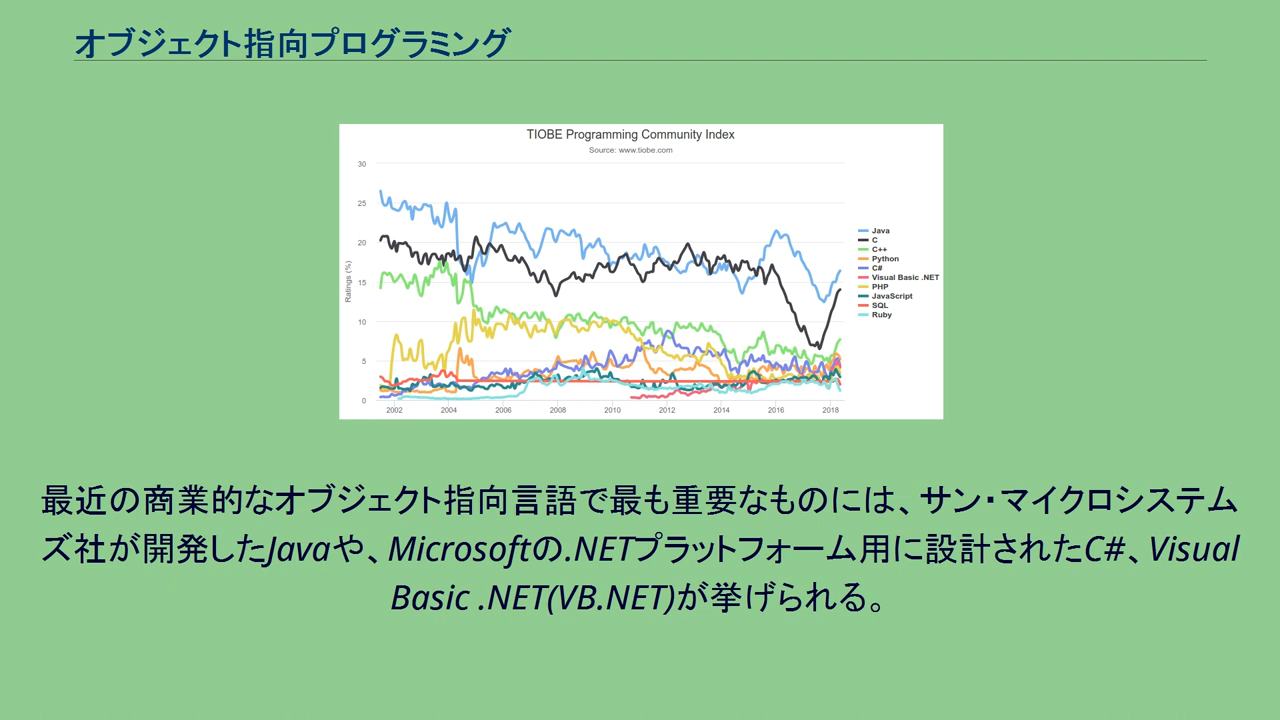 オブジェクト指向プログラミング
TIOBE Programming Community Index
Source: www.tiobe.com
Ratings (%)
30
25
20
15
10
5
0
2002 2004 2006 2008 2010 2012 2014 2016 2018
Java
C
C++
Python
C#
Visual Basic .NET
PHP
JavaScript
SQL
Ruby
最近の商業的なオブジェクト指向言語で最も重要なものには、サン・マイクロシステム
ズ社が開発したJavaや、Microsoftの.NETプラットフォーム用に設計されたC#、Visual
Basic .NET(VB.NET)が挙げられる。